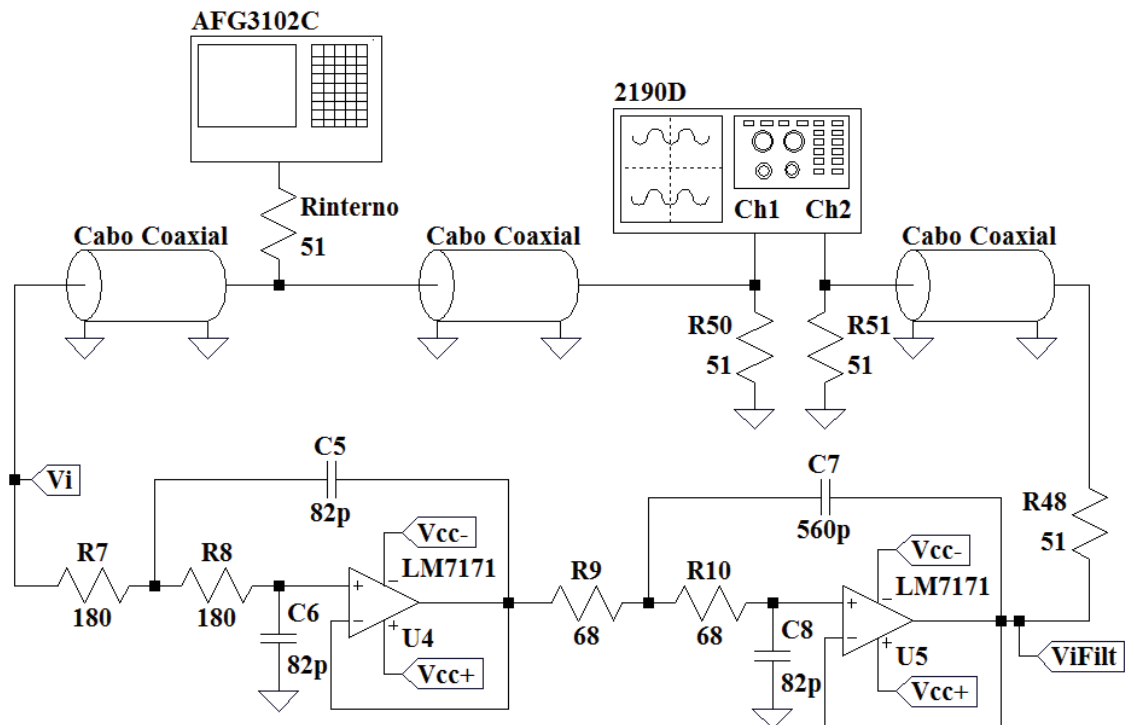 AFG3102C
2190D
Rinterno
51
Ch1 Ch2
Cabo Coaxial
Cabo Coaxial
Cabo Coaxial
R50
51
R51
51
Vi
C5
82p
C7
560p
R48
51
R7
180
R8
180
C6
82p
Vcc-
LM7171
+
−
−
+
U4
Vcc+
R9
68
R10
68
C8
82p
Vcc-
LM7171
+
−
−
+
U5
Vcc+
ViFilt